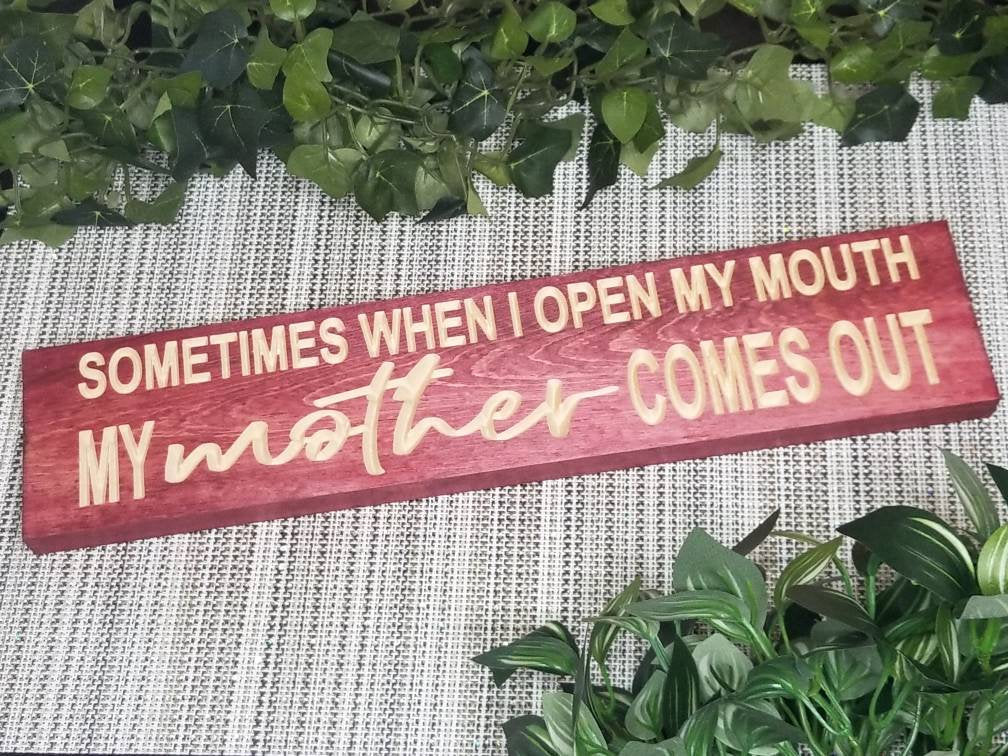 SOMETIMES WHEN I OPEN MY MOUTH
MY mother COMES OUT